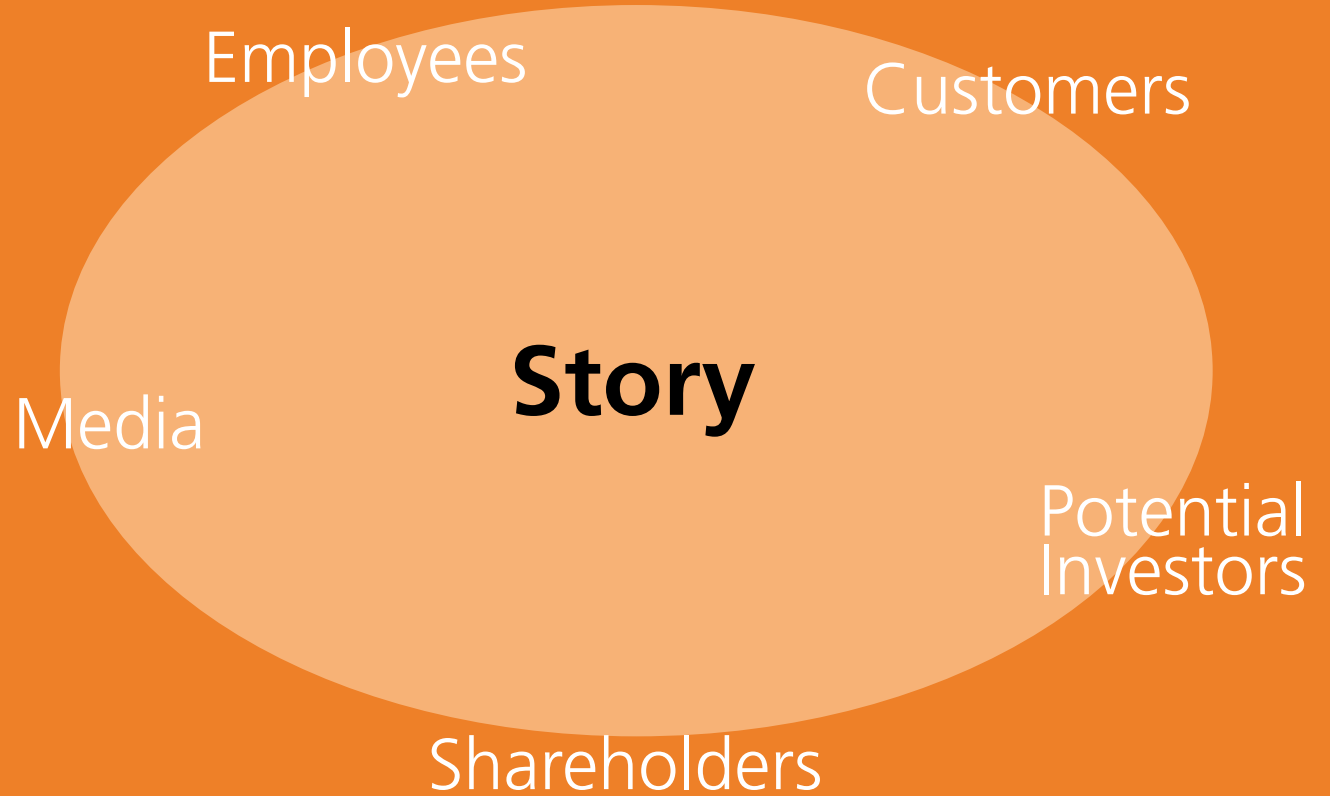 Employees
Customers
Story
Media
Potential
Investors
Shareholders